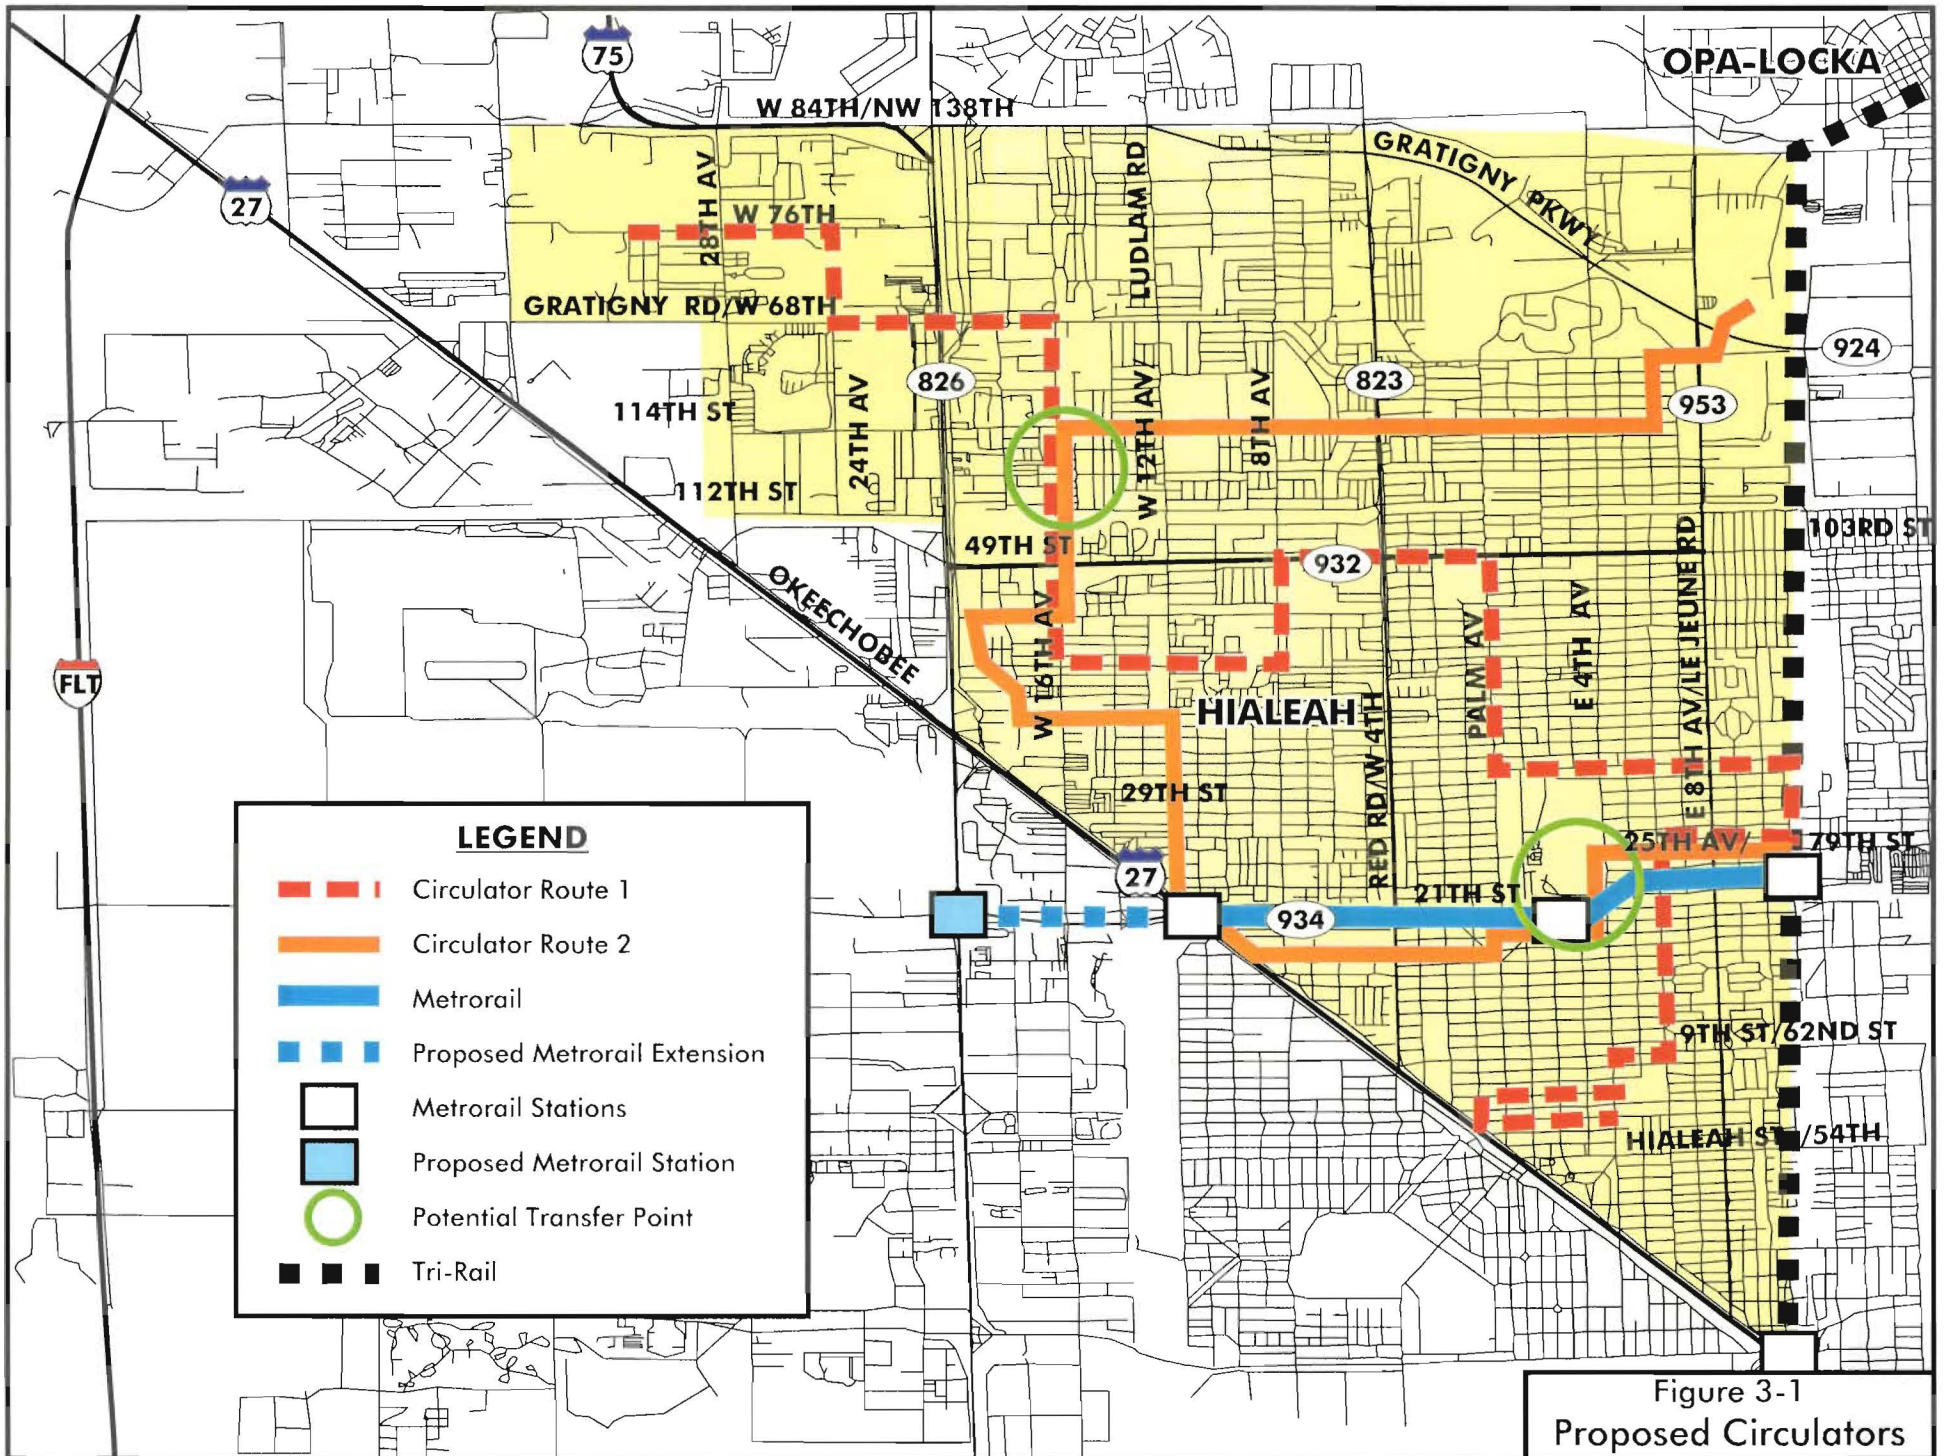 OPA-LOCKA
75
W 84TH/NW 138TH
GRATIGNY PKWY
LUDLAM RD
28TH AV
27
W 76TH
GRATIGNY RD/W 68TH
924
826
823
953
114TH ST
24TH AV
W 12TH AV/
8TH AV
112TH ST
103RD ST
49TH ST
932
OKEECHOBEE
W 16TH AV
PALM AV
E 4TH AV
E 8TH AV/LE JEUNE RD
FLT
HIALEAH
RED RD/W 4TH
29TH ST
25TH AV/
79TH ST
27
21TH ST
934
9TH ST/62ND ST
HIALEAH ST /54TH
LEGEND
Circulator Route 1
Circulator Route 2
Metrorail
Proposed Metrorail Extension
Metrorail Stations
Proposed Metrorail Station
Potential Transfer Point
Tri-Rail
Figure 3-1
Proposed Circulators